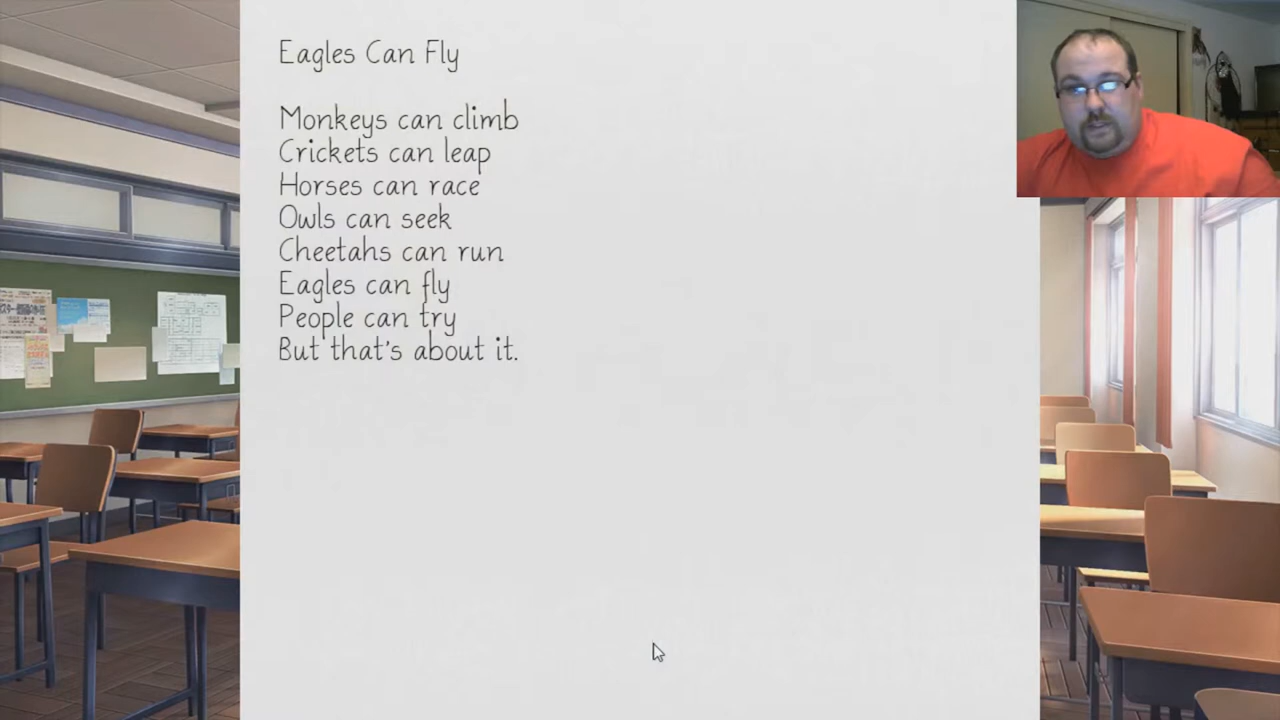 Eagles Can Fly
Monkeys can climb
Crickets can leap
Horses can race
Owls can seek
Cheetahs can run
Eagles can fly
People can try
But that's about it.